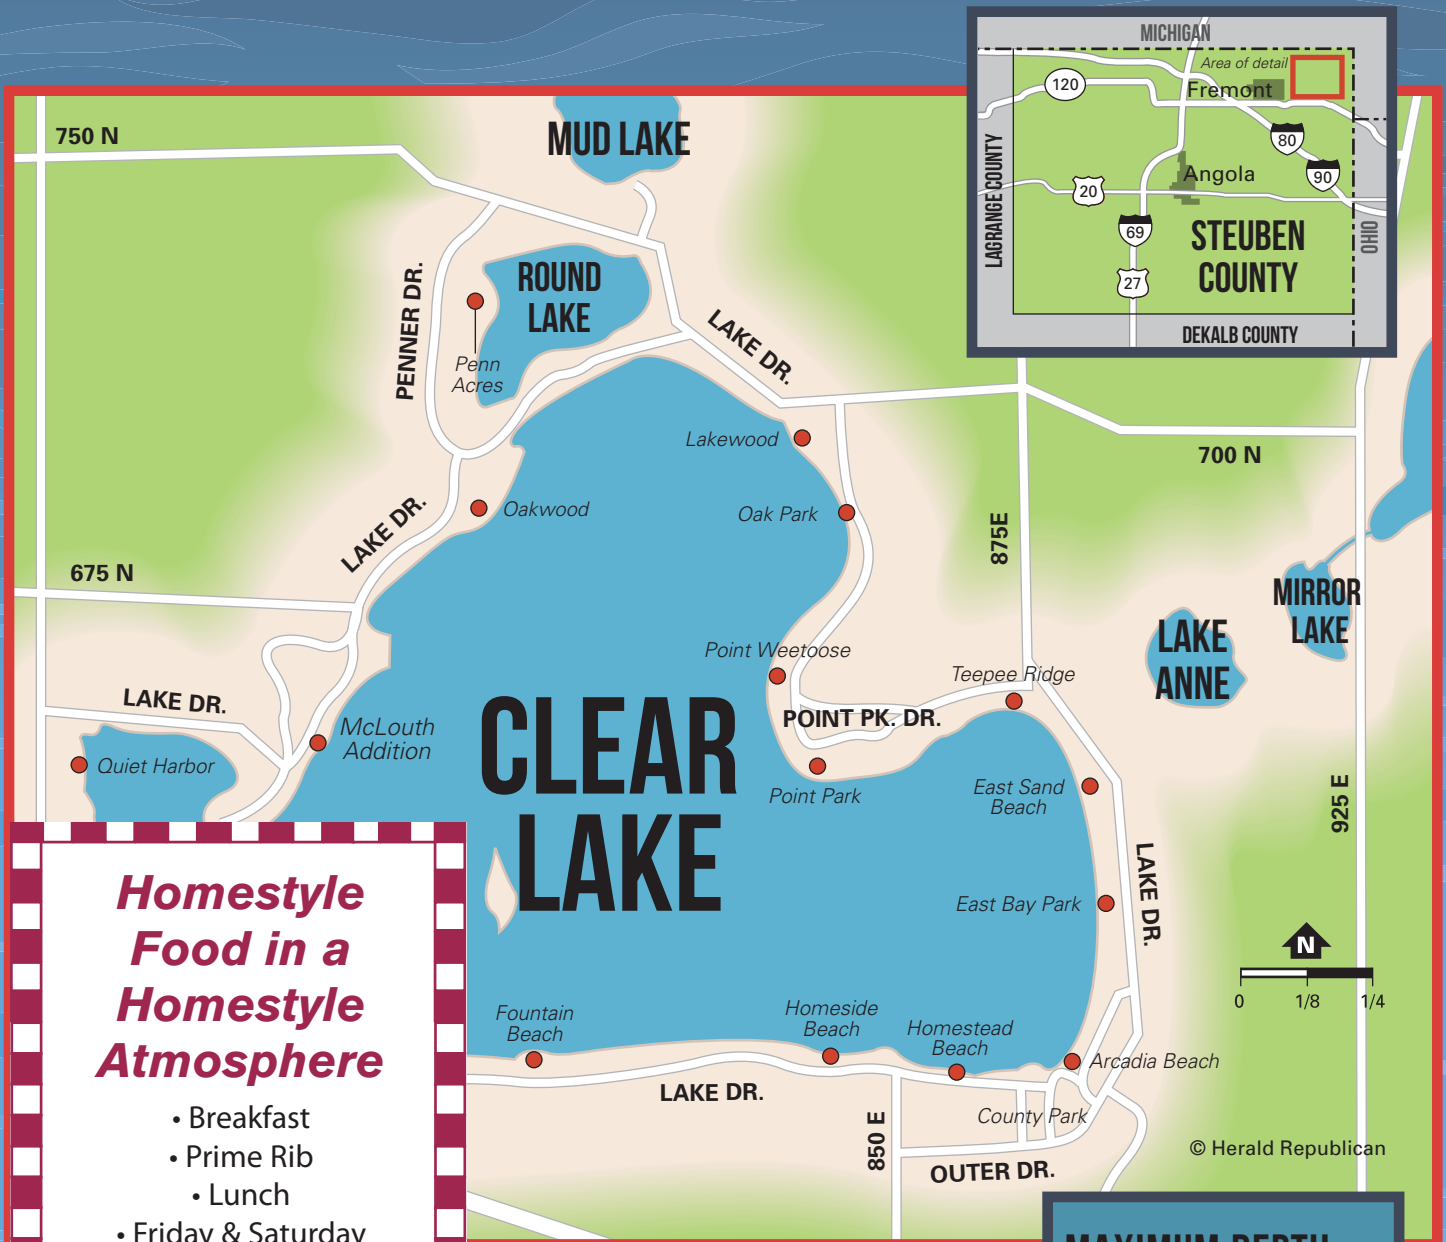 MICHIGAN
Area of detail
120
Fremont
80
90
Angola
20
69
27
STEUBEN
COUNTY
LAGRANGE COUNTY
OHIO
DEKALB COUNTY
750 N
MUD LAKE
ROUND
LAKE
PENNER DR.
Penn
Acres
LAKE DR.
Lakewood
700 N
Oakwood
Oak Park
LAKE DR.
875E
675 N
MIRROR
LAKE
LAKE
ANNE
Point Weetoose
Teepee Ridge
LAKE DR.
POINT PK. DR.
McLouth
Addition
Quiet Harbor
CLEAR
LAKE
Point Park
East Sand
Beach
925 E
LAKE DR.
East Bay Park
N
0 1/8 1/4
Fountain
Beach
Homeside
Beach
Homestead
Beach
Arcadia Beach
LAKE DR.
County Park
850 E
OUTER DR.
© Herald Republican
Homestyle
Food in a
Homestyle
Atmosphere
• Breakfast
• Prime Rib
• Lunch
• Friday & Saturday
MAXIMUM DEPTH